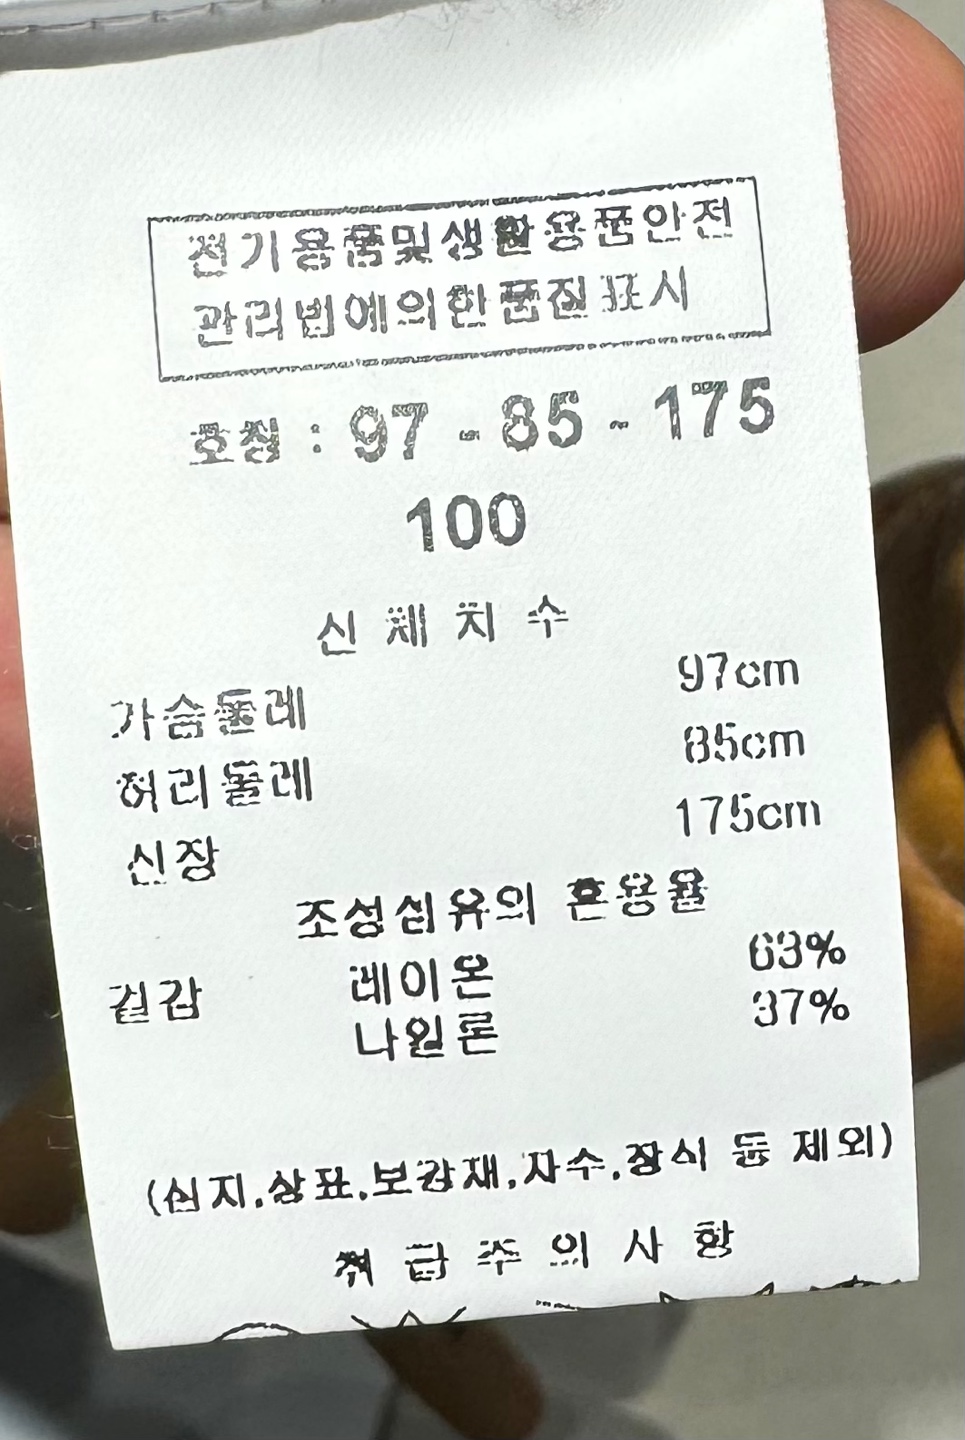 전기용품및생활용품안전
관리법에의한품질표시
호칭 : 97 - 85 - 175
100
신 체 치 수
가슴둘레 97cm
허리둘레 85cm
신장 175cm
조성섬유의 혼용율
겉감 레이온 63%
나일론 37%
(심지,상표,보강재,자수,장식 등 제외)
취 급 주 의 사 항